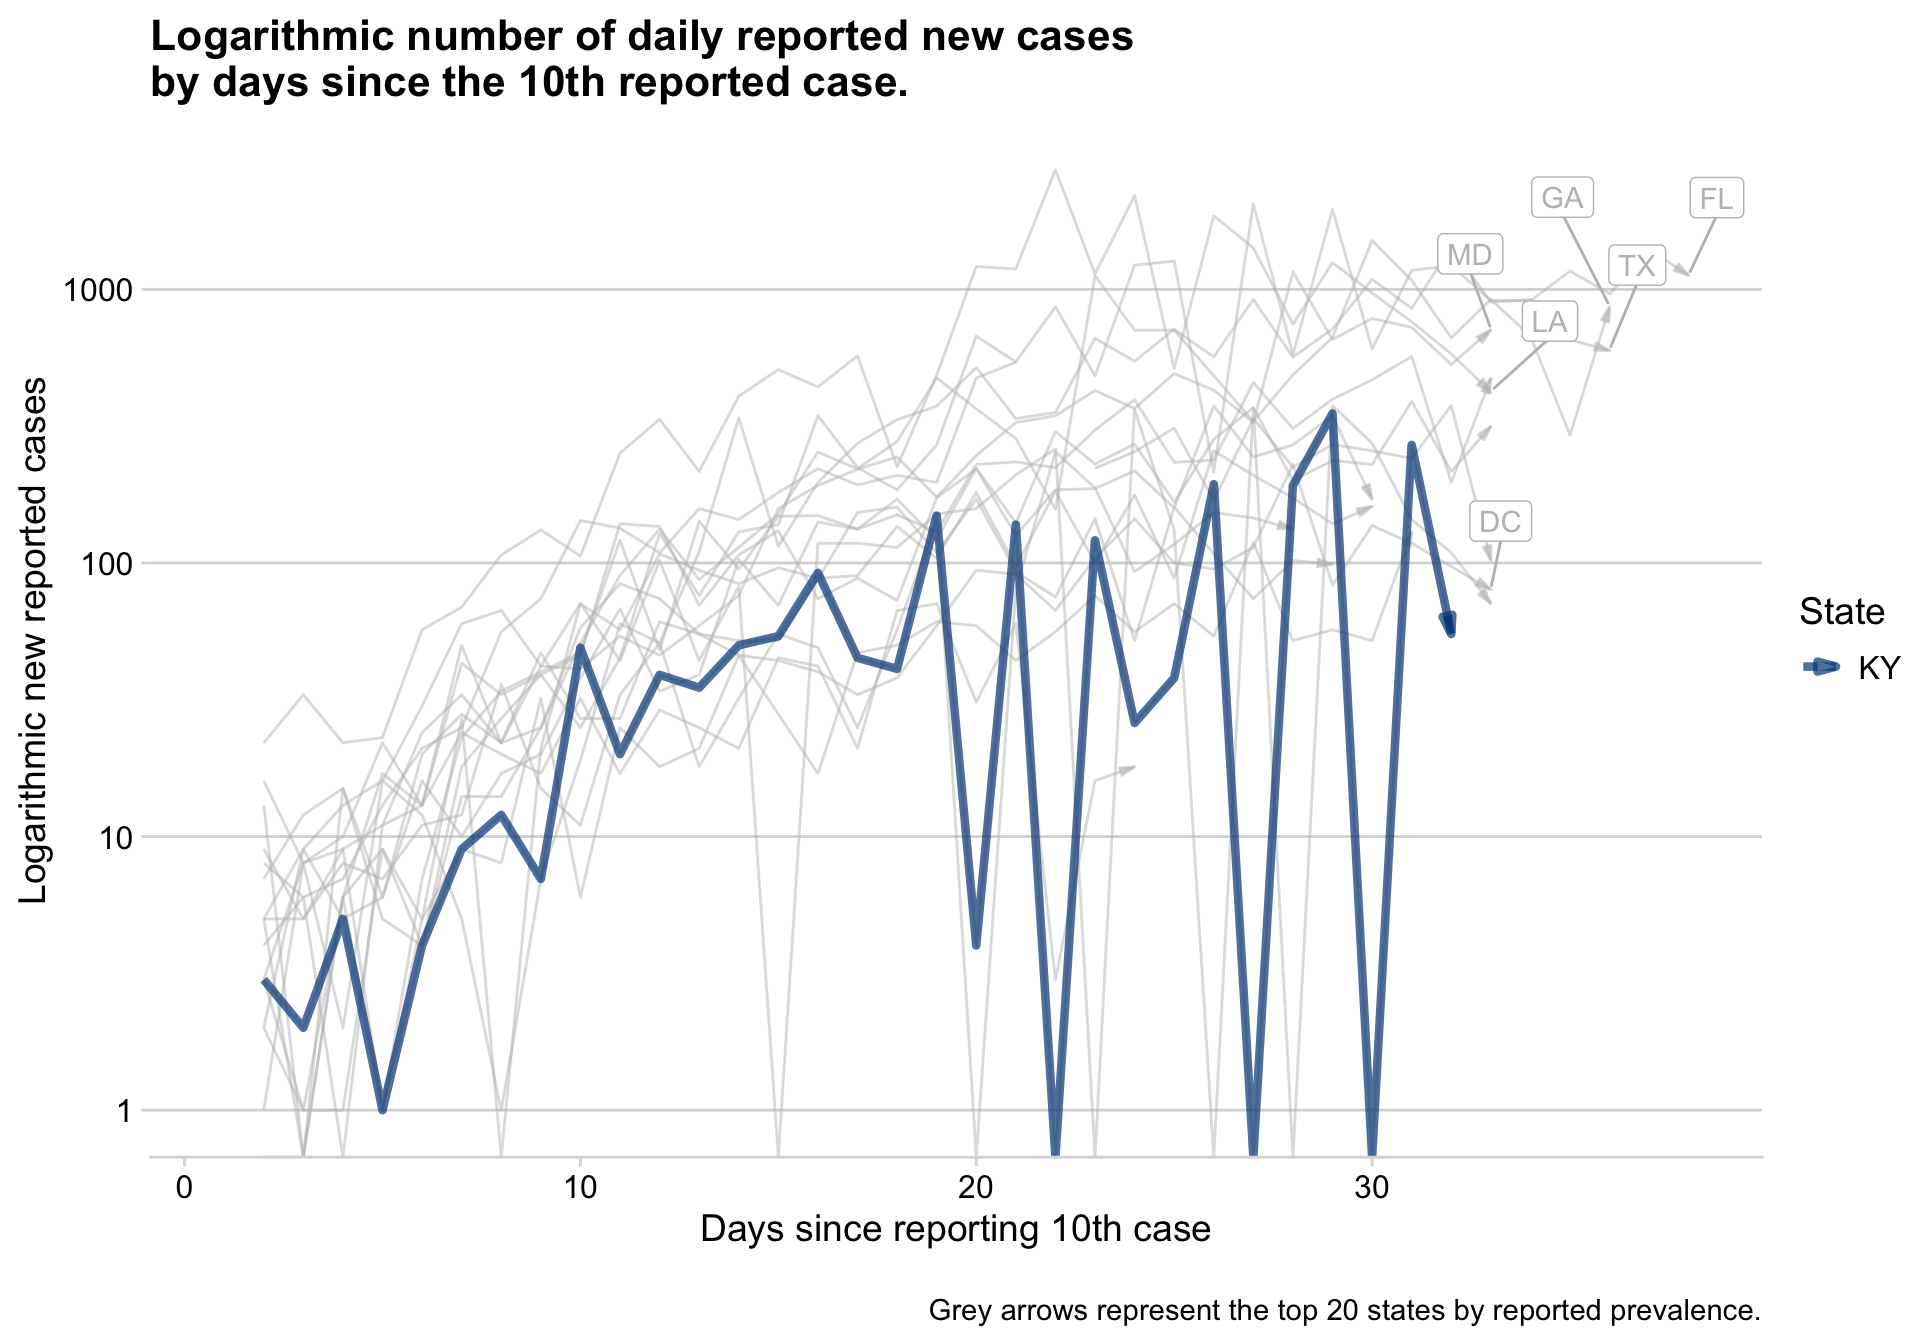 Logarithmic number of daily reported new cases
by days since the 10th reported case.
GA
FL
MD
TX
LA
DC
1000
100
10
1
Logarithmic new reported cases
0
10
20
30
Days since reporting 10th case
State
KY
Grey arrows represent the top 20 states by reported prevalence.